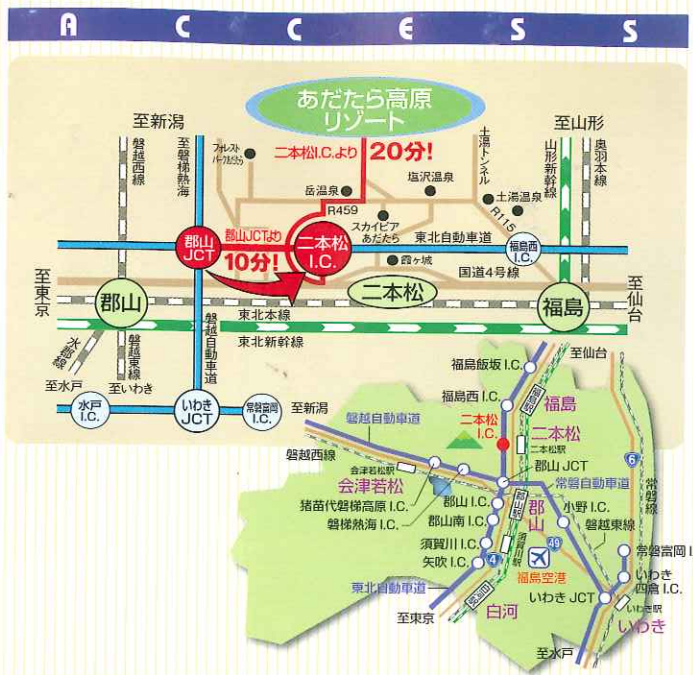 ACCESS
あだたら高原
リゾート
至新潟
至磐梯熱海
磐越西線
フォレスト
パークあだたら
二本松I.C.より
20分!
岳温泉
塩沢温泉
土湯トンネル
土湯温泉
至山形
山形新幹線
奥羽本線
R459
R115
スカイピア
あだたら
郡山
JCT
郡山JCTより
10分!
二本松
I.C.
東北自動車道
福島西
I.C.
霞ヶ城
国道4号線
至東京
郡山
二本松
福島
至仙台
東北本線
東北新幹線
水郡線
至水戸
磐越東線
至いわき
磐越自動車道
水戸
I.C.
いわき
JCT
常磐富岡
I.C.
至仙台
福島飯坂 I.C.
福島西 I.C.
福島駅
福島
至新潟
磐越自動車道
二本松
I.C.
二本松
二本松駅
磐越西線
会津若松駅
会津若松
郡山 JCT
常磐自動車道
6
常磐線
猪苗代磐梯高原 I.C.
磐梯熱海 I.C.
郡山 I.C.
郡山駅
郡山
小野 I.C.
磐越東線
郡山南 I.C.
須賀川 I.C.
須賀川駅
49
矢吹 I.C.
4
福島空港
常磐富岡 I
いわき
四倉 I.C.
東北自動車道
白河
いわき JCT
いわき駅
いわき
至東京
至水戸